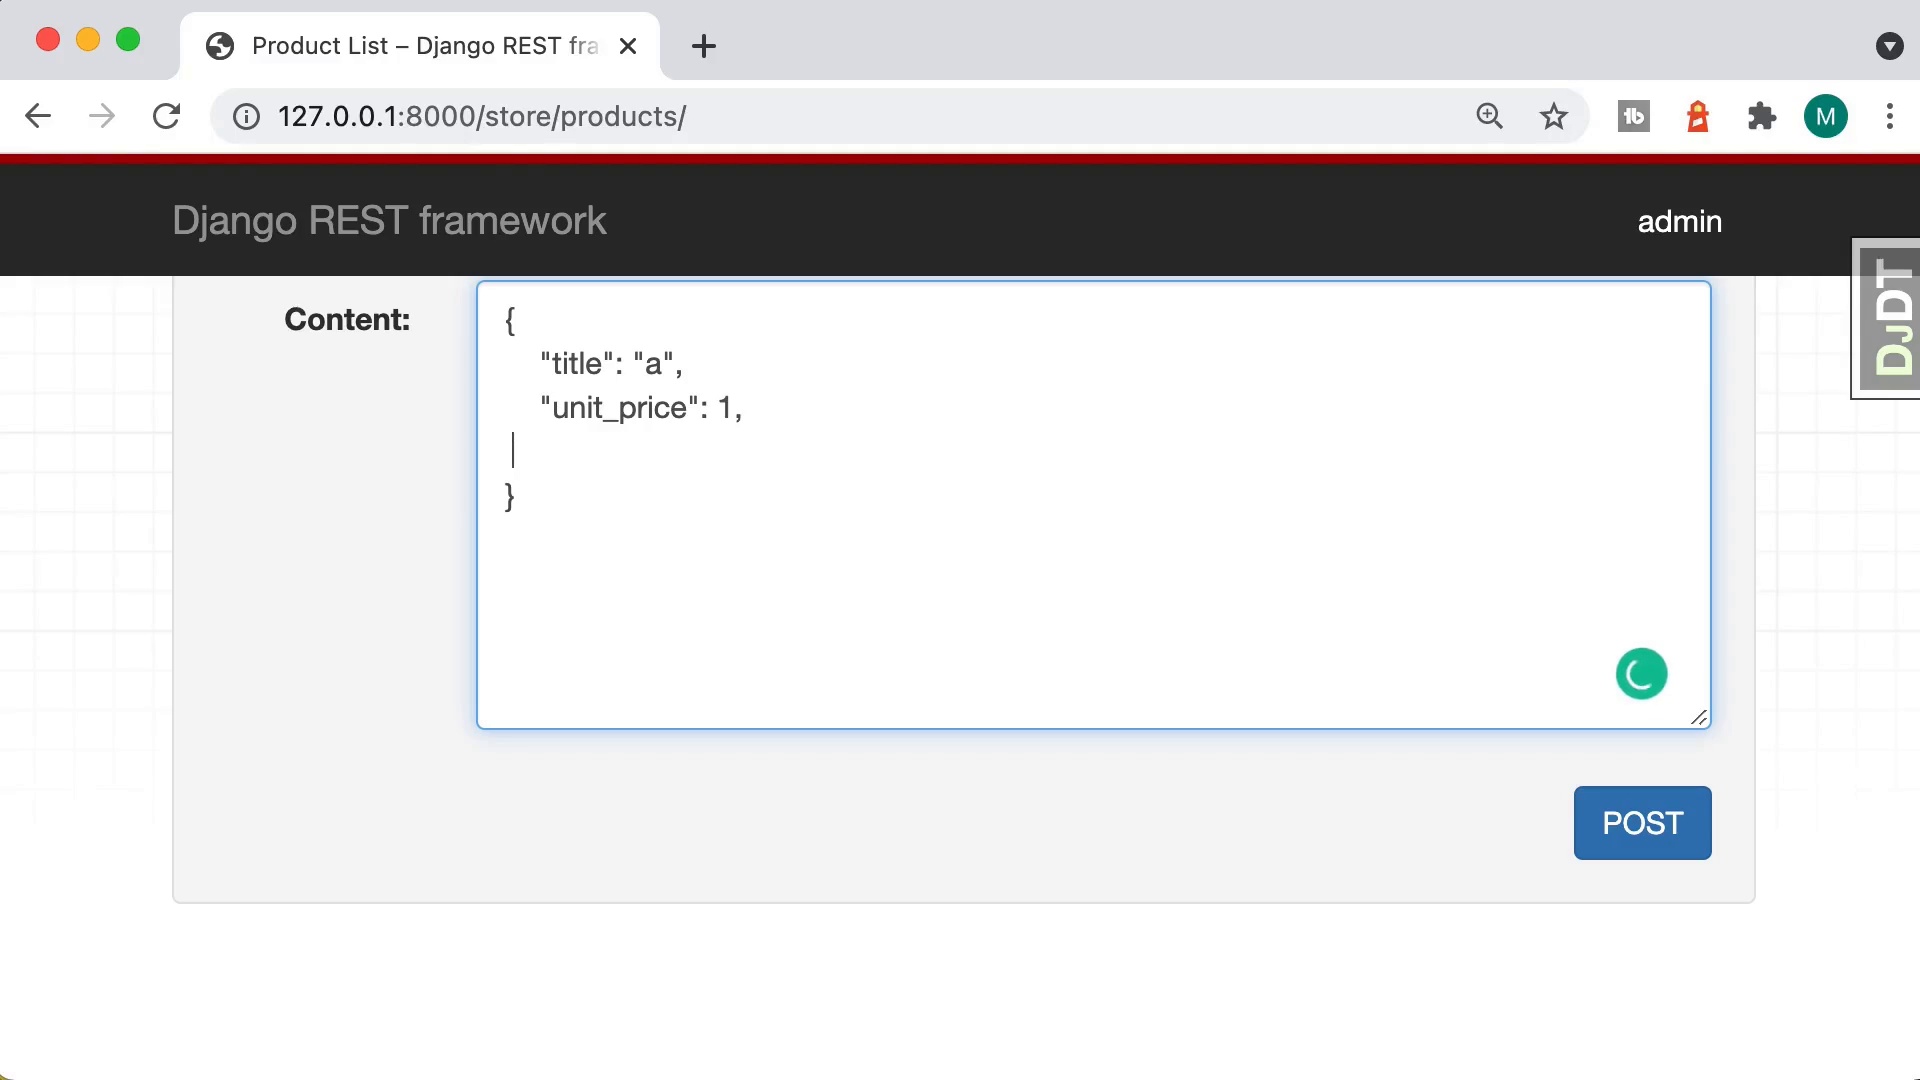 Product List – Django REST fra
127.0.0.1:8000/store/products/
M
Django REST framework
admin
DJDT
Content:
{
"title": "a",
"unit_price": 1,
}
POST